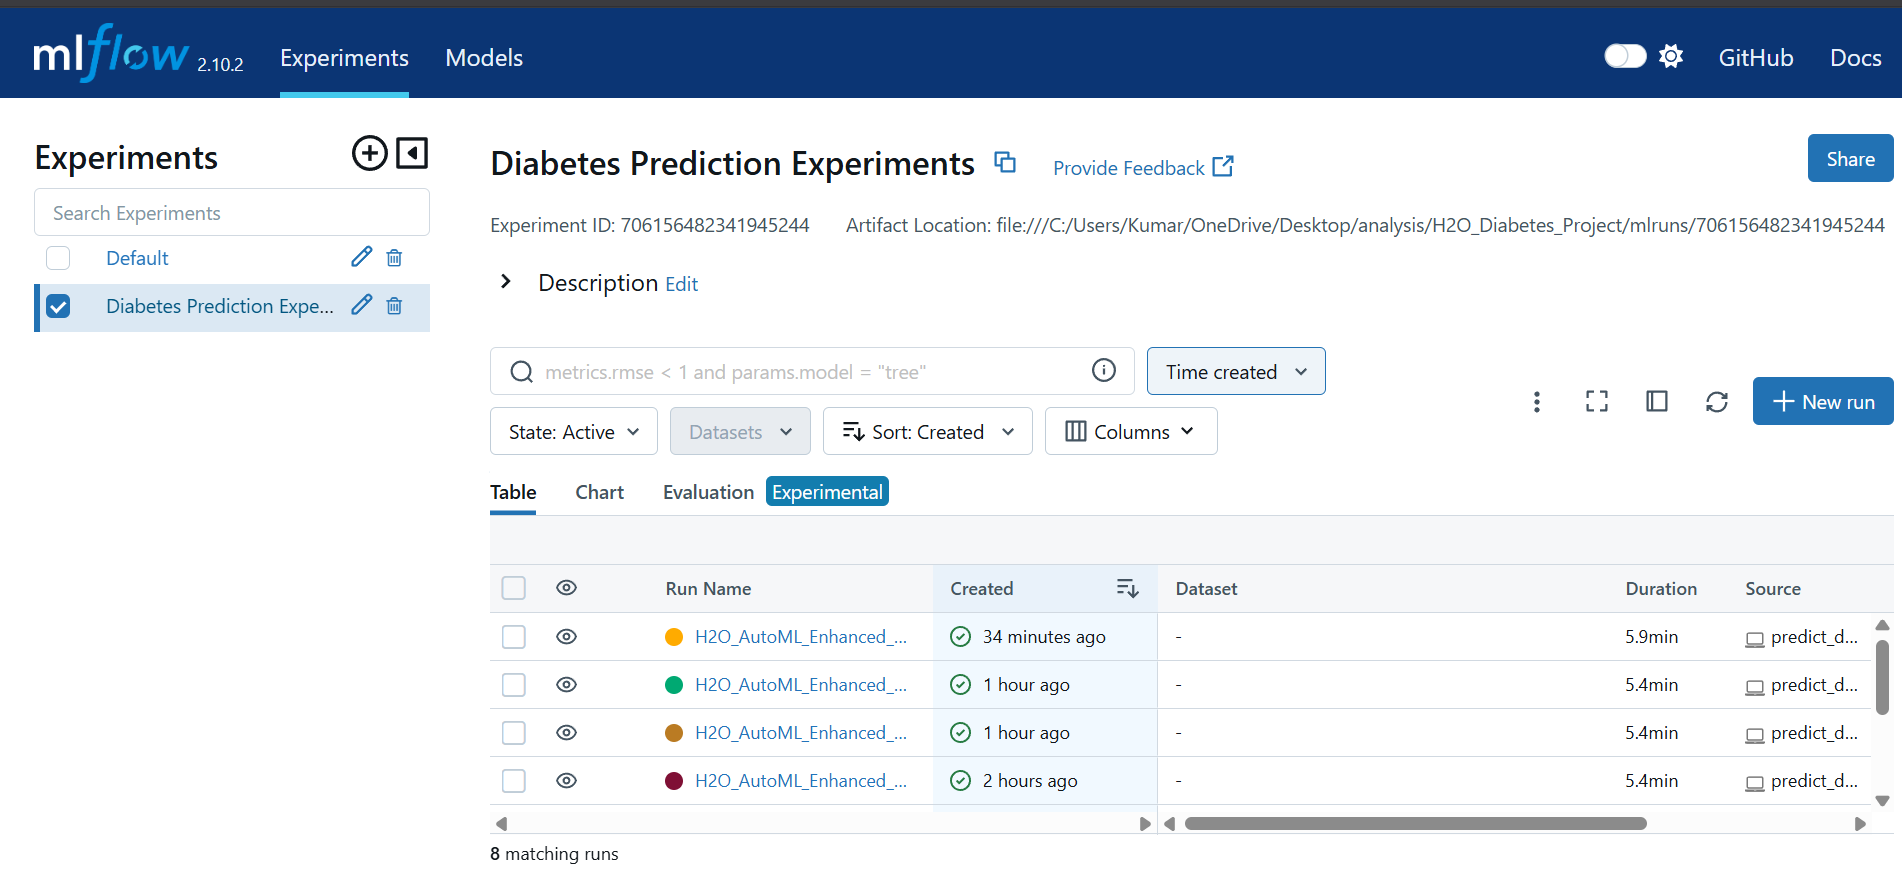 mlflow 2.10.2 Experiments Models GitHub Docs
Experiments
Search Experiments
Default
Diabetes Prediction Expe...
Diabetes Prediction Experiments Provide Feedback Share
Experiment ID: 706156482341945244 Artifact Location: file:///C:/Users/Kumar/OneDrive/Desktop/analysis/H2O_Diabetes_Project/mlruns/706156482341945244
Description Edit
metrics.rmse < 1 and params.model = "tree" Time created
New run
State: Active Datasets Sort: Created Columns
Table Chart Evaluation Experimental
Run Name Created Dataset Duration Source
H2O_AutoML_Enhanced_... 34 minutes ago - 5.9min predict_d...
H2O_AutoML_Enhanced_... 1 hour ago - 5.4min predict_d...
H2O_AutoML_Enhanced_... 1 hour ago - 5.4min predict_d...
H2O_AutoML_Enhanced_... 2 hours ago - 5.4min predict_d...
8 matching runs